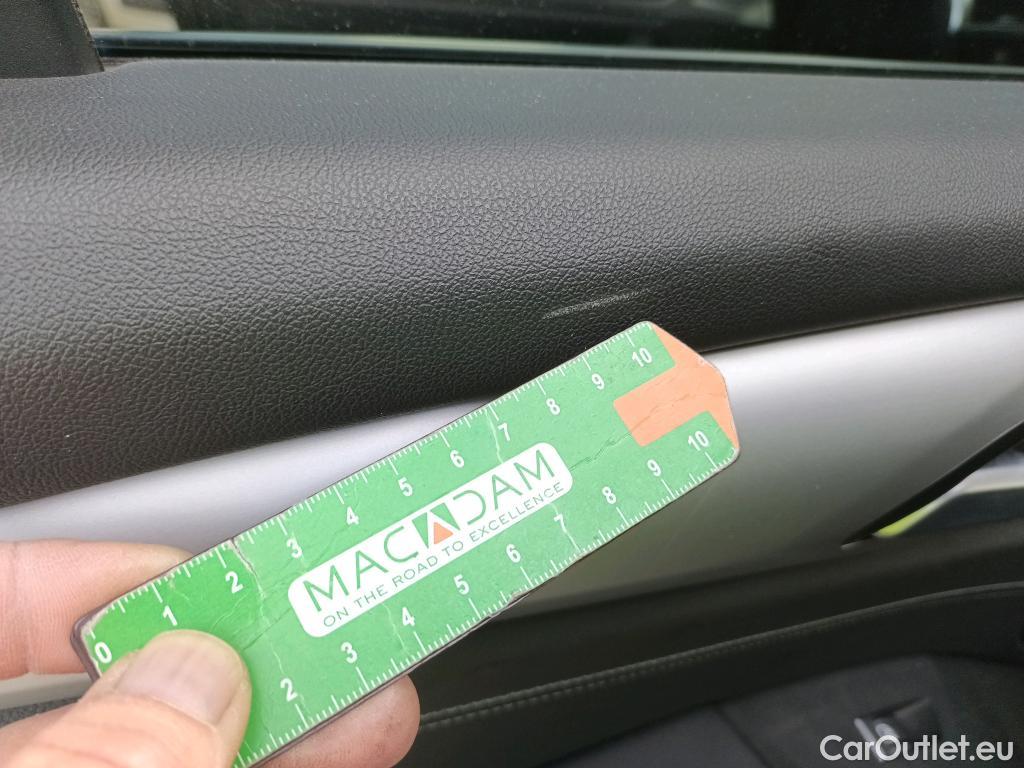 0 1 2 3 4 5 6 7 8 9 10
MACADAM
ON THE ROAD TO EXCELLENCE
2 3 4 5 6 7 8 9 10
CarOutlet.eu